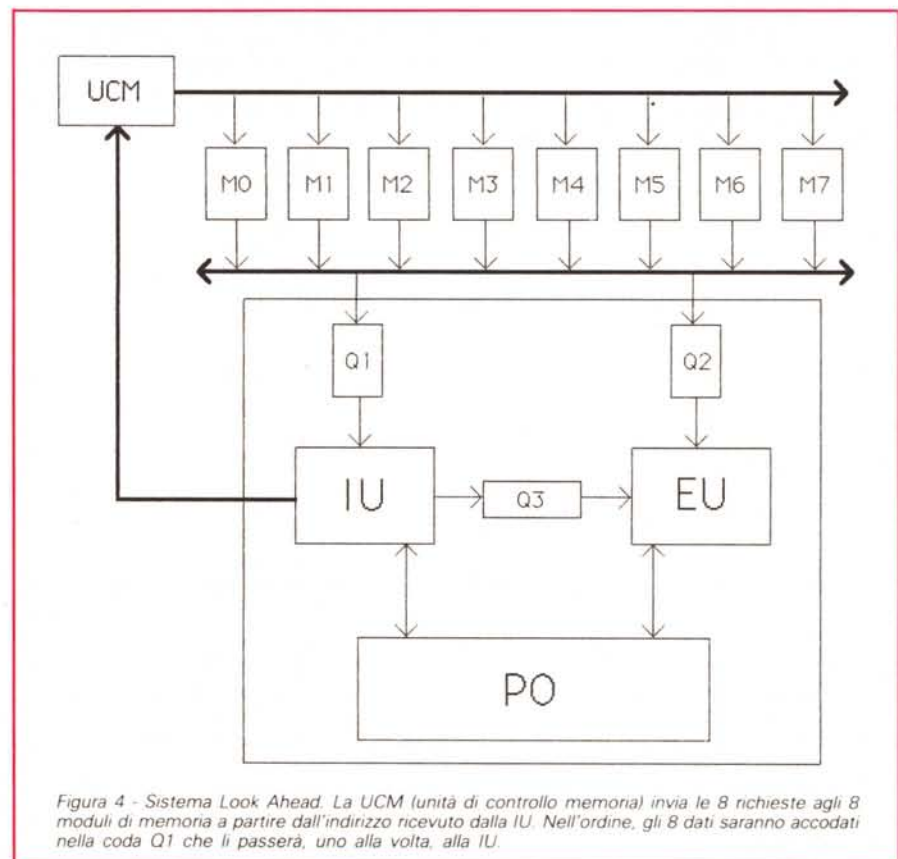 UCM
M0 M1 M2 M3 M4 M5 M6 M7
Q1 Q2
IU Q3 EU
PO
Figura 4 - Sistema Look Ahead. La UCM (unità di controllo memoria) invia le 8 richieste agli 8
moduli di memoria a partire dall'indirizzo ricevuto dalla IU. Nell'ordine, gli 8 dati saranno accodati
nella coda Q1 che li passerà, uno alla volta, alla IU.